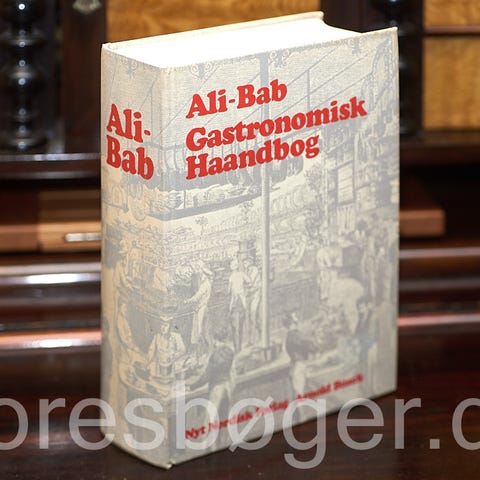 Ali-
Bab
Ali-Bab
Gastronomisk
Haandbog
Nyt Nordisk Forlag Arnold Busck
oresbøger.d